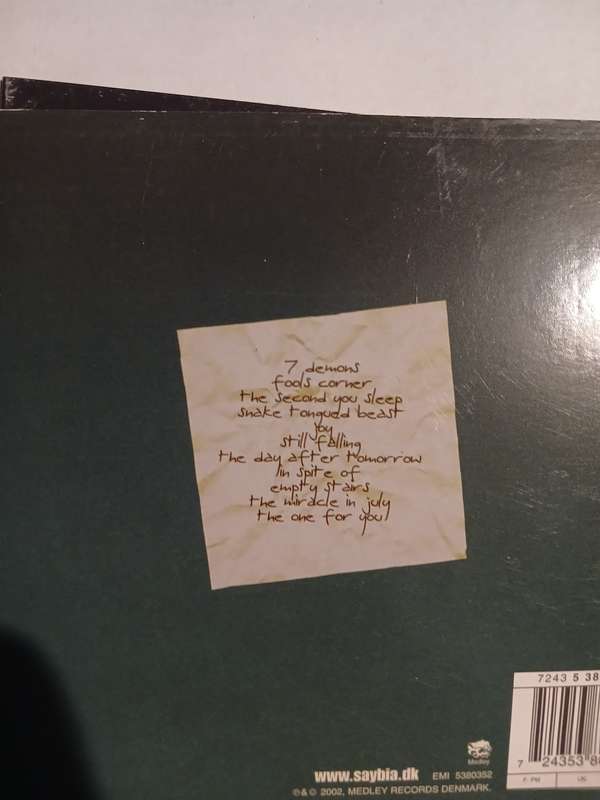 7 demons
fools corner
the second you sleep
snake tongued beast
joy
still falling
the day after tomorrow
in spite of
empty stairs
the miracle in july
the one for you
7243 5 38
Medley
7 24353 8
www.saybia.dk EMI 5380352
℗&© 2002, MEDLEY RECORDS DENMARK.